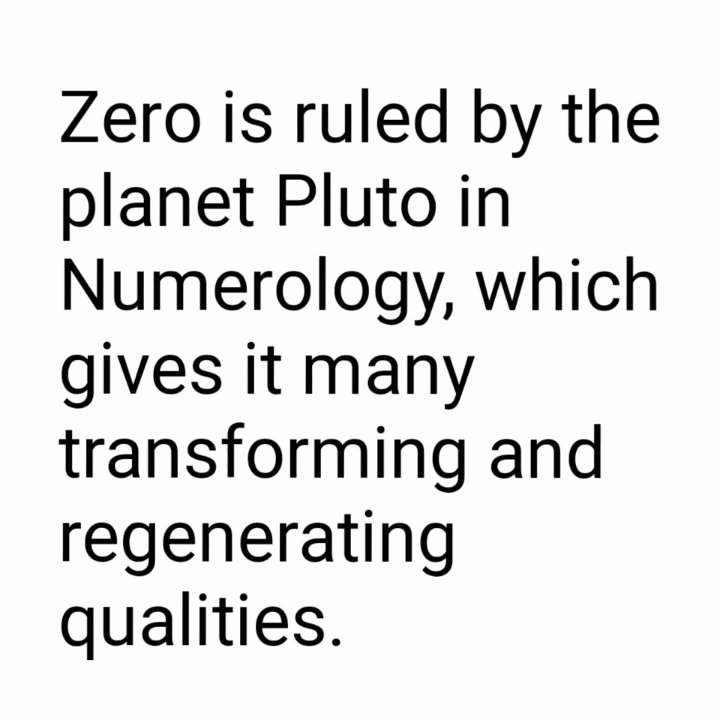 Zero is ruled by the
planet Pluto in
Numerology, which
gives it many
transforming and
regenerating
qualities.